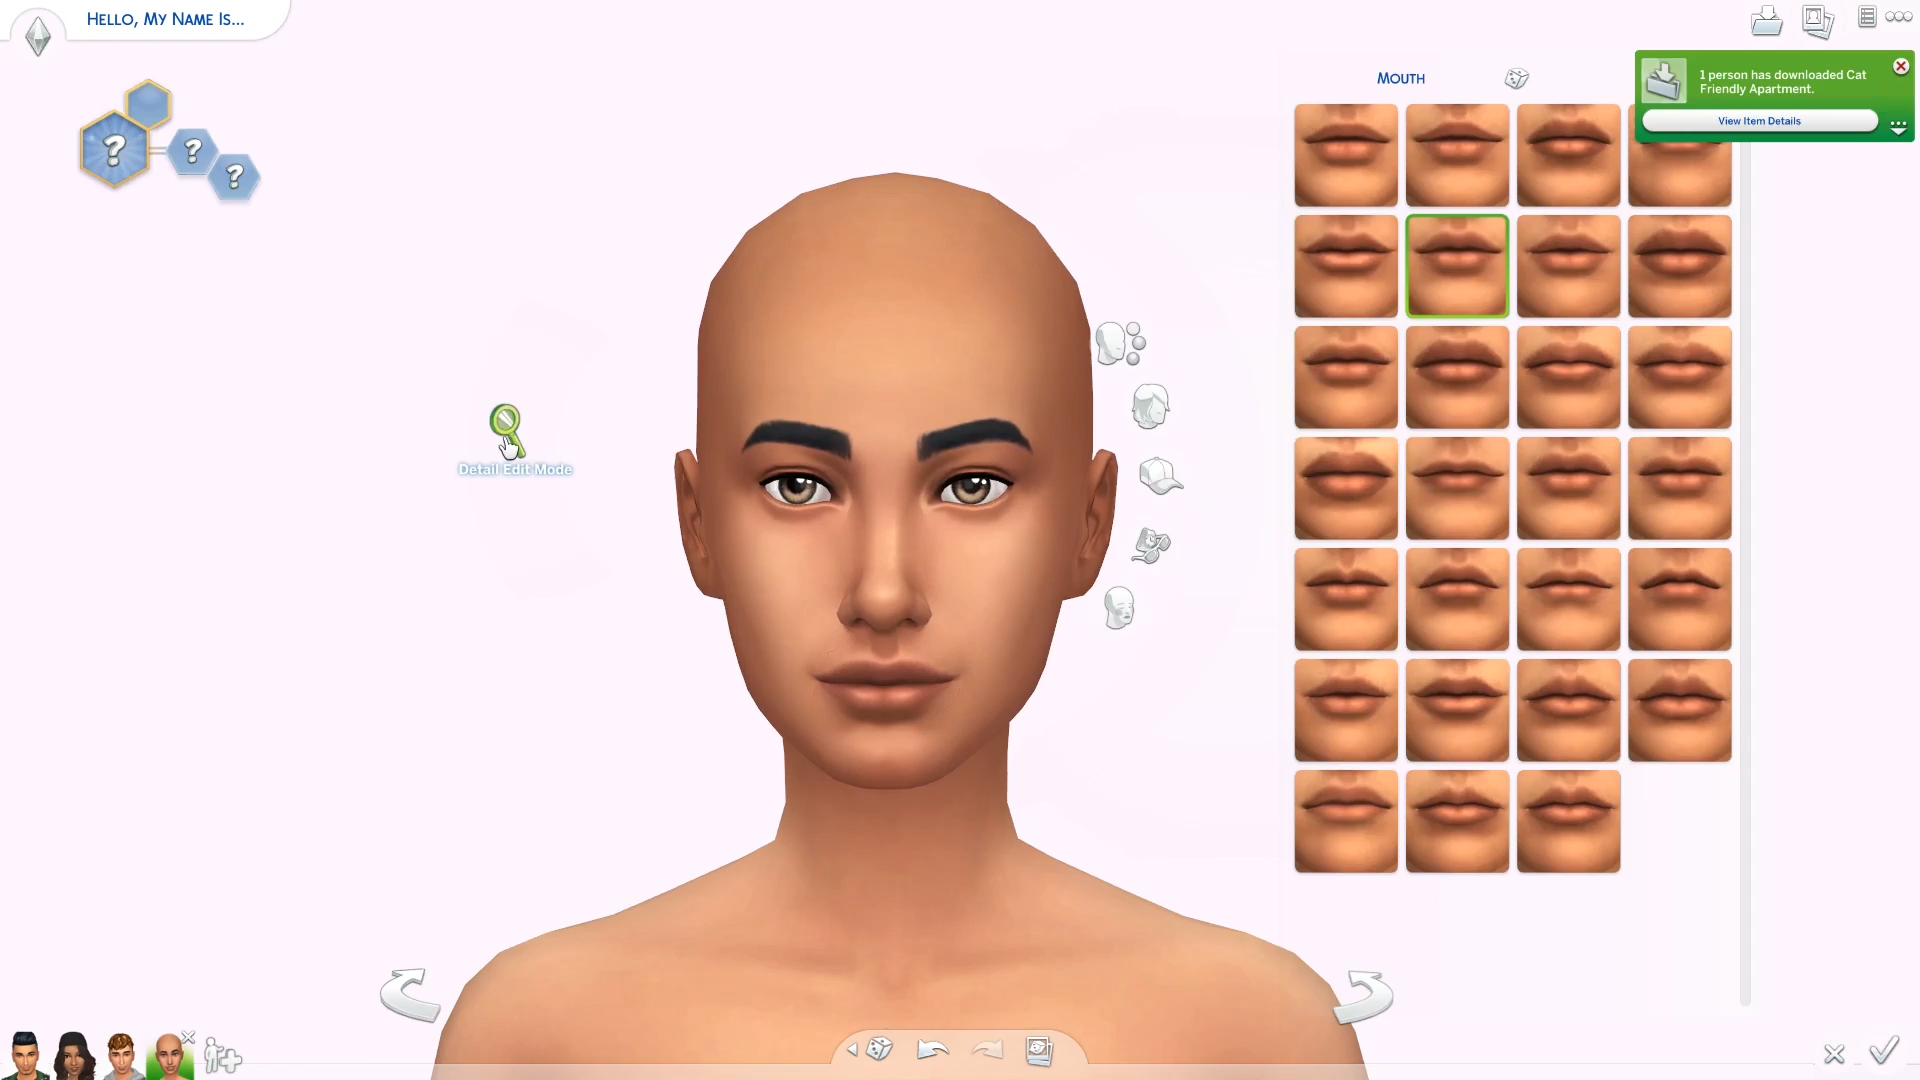 Hello, My Name Is...
Mouth
1 person has downloaded Cat
Friendly Apartment.
View Item Details
?
?
?
Detail Edit Mode